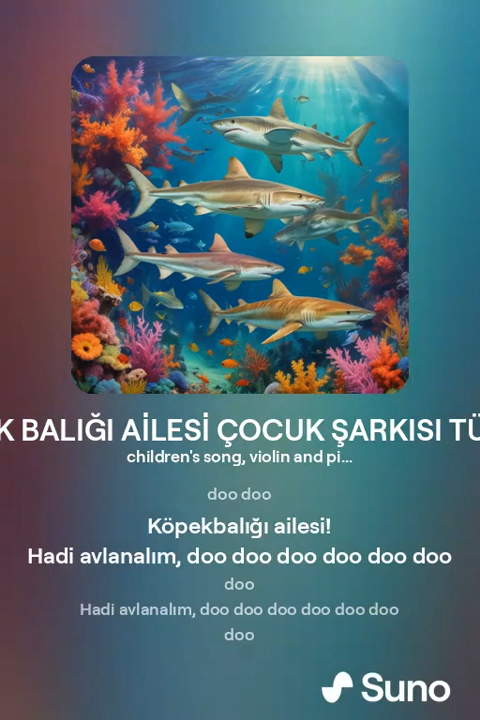 K BALIĞI AİLESİ ÇOCUK ŞARKISI TÜ
children's song, violin and pi...
doo doo
Köpekbalığı ailesi!
Hadi avlanalım, doo doo doo doo doo doo
doo
Hadi avlanalım, doo doo doo doo doo doo
doo
Suno